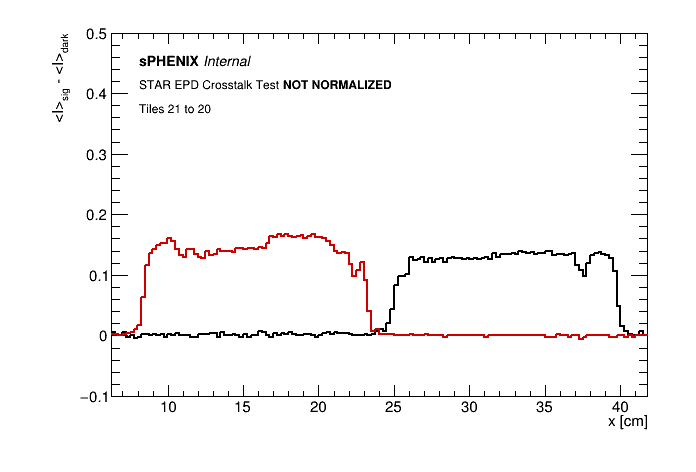 <I>sig - <I>dark
0.5
0.4
0.3
0.2
0.1
0
−0.1
sPHENIX Internal
STAR EPD Crosstalk Test NOT NORMALIZED
Tiles 21 to 20
10 15 20 25 30 35 40
x [cm]